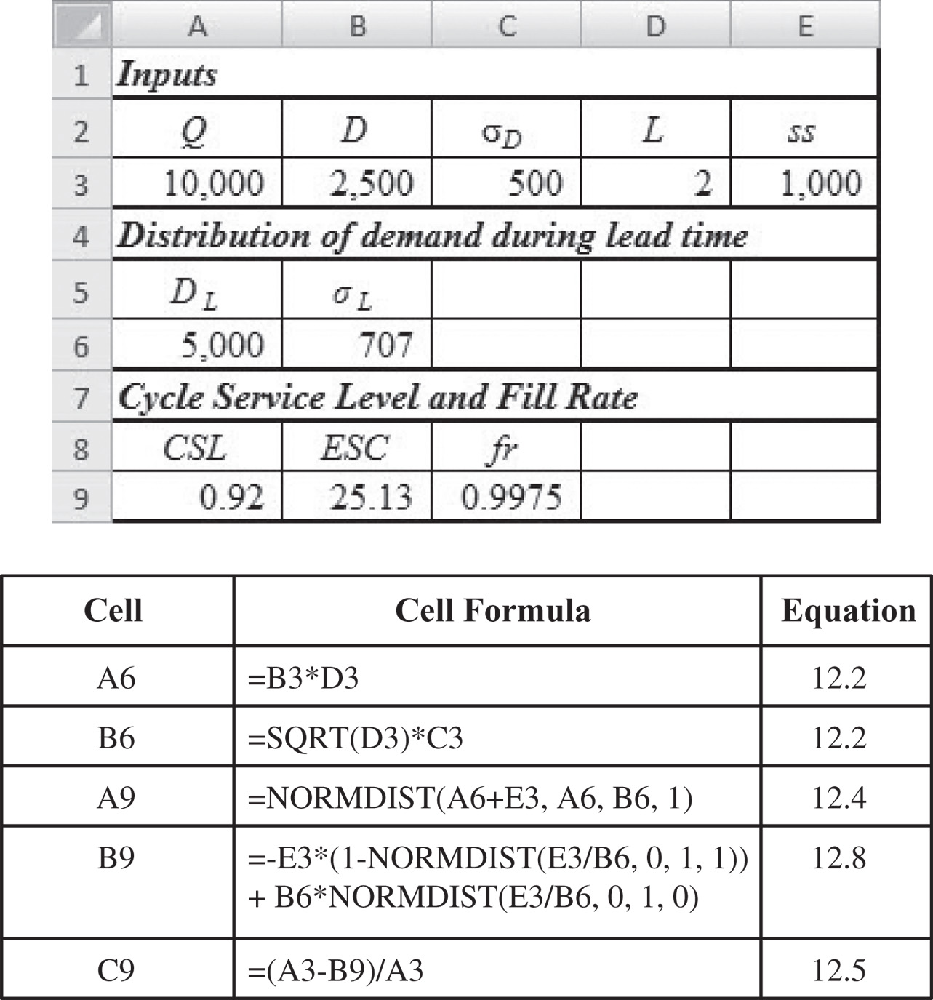 A B C D E
1 Inputs
2 Q D σD L ss
3 10,000 2,500 500 2 1,000
4 Distribution of demand during lead time
5 DL σL
6 5,000 707
7 Cycle Service Level and Fill Rate
8 CSL ESC fr
9 0.92 25.13 0.9975
Cell Cell Formula Equation
A6 =B3*D3 12.2
B6 =SQRT(D3)*C3 12.2
A9 =NORMDIST(A6+E3, A6, B6, 1) 12.4
B9 =-E3*(1-NORMDIST(E3/B6, 0, 1, 1)) 12.8
+ B6*NORMDIST(E3/B6, 0, 1, 0)
C9 =(A3-B9)/A3 12.5